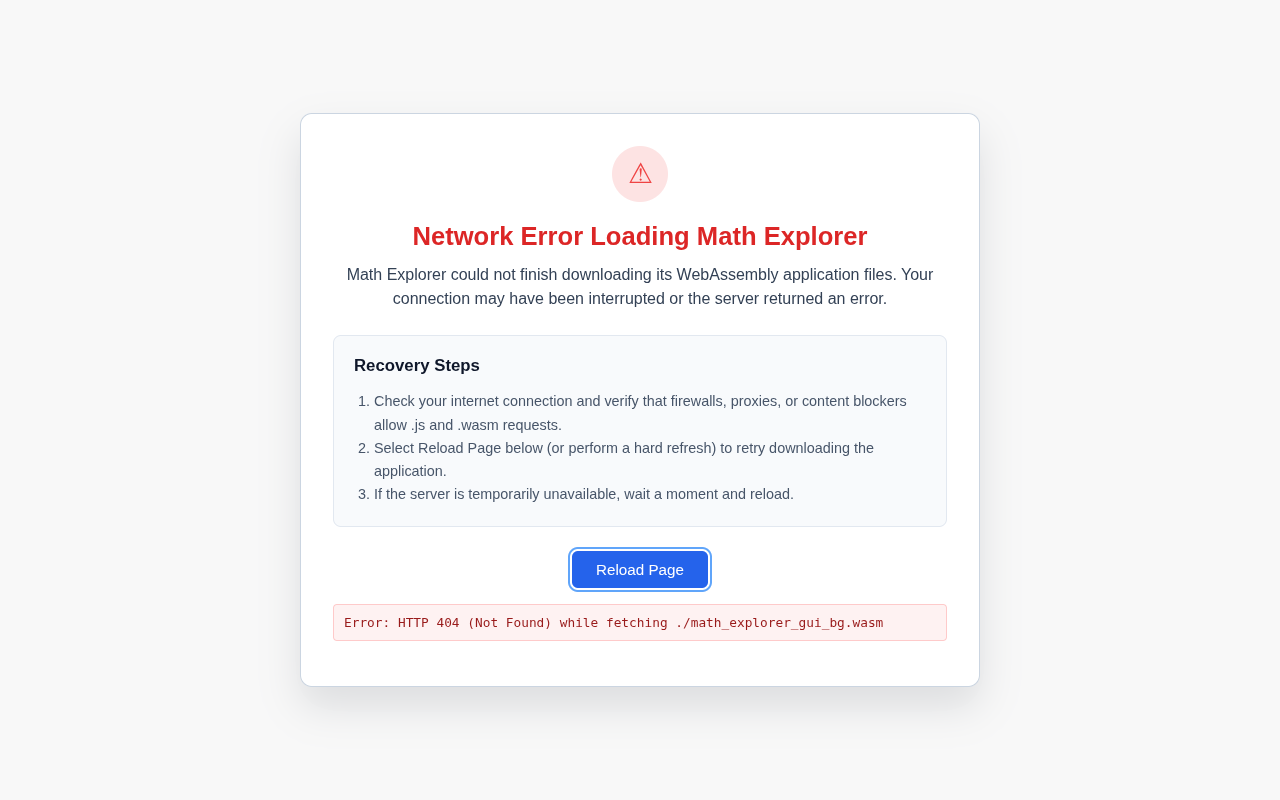 Network Error Loading Math Explorer
Math Explorer could not finish downloading its WebAssembly application files. Your
connection may have been interrupted or the server returned an error.
Recovery Steps
1. Check your internet connection and verify that firewalls, proxies, or content blockers
allow .js and .wasm requests.
2. Select Reload Page below (or perform a hard refresh) to retry downloading the
application.
3. If the server is temporarily unavailable, wait a moment and reload.
Reload Page
Error: HTTP 404 (Not Found) while fetching ./math_explorer_gui_bg.wasm